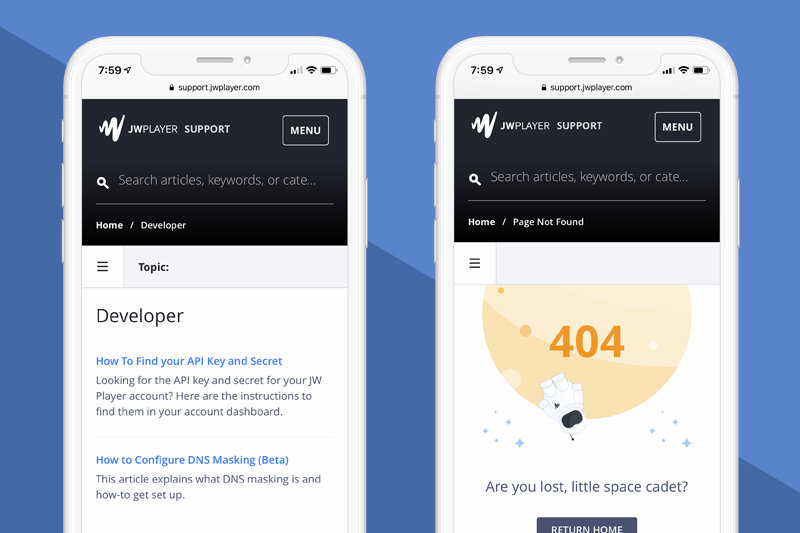 7:59
support.jwplayer.com
JWPLAYER SUPPORT
MENU
Search articles, keywords, or cate...
Home / Developer
Topic:
Developer
How To Find your API Key and Secret
Looking for the API key and secret for your JW
Player account? Here are the instructions to
find them in your account dashboard.
How to Configure DNS Masking (Beta)
This article explains what DNS masking is and
how-to get set up.
7:59
support.jwplayer.com
JWPLAYER SUPPORT
MENU
Search articles, keywords, or cate...
Home / Page Not Found
404
Are you lost, little space cadet?
RETURN HOME